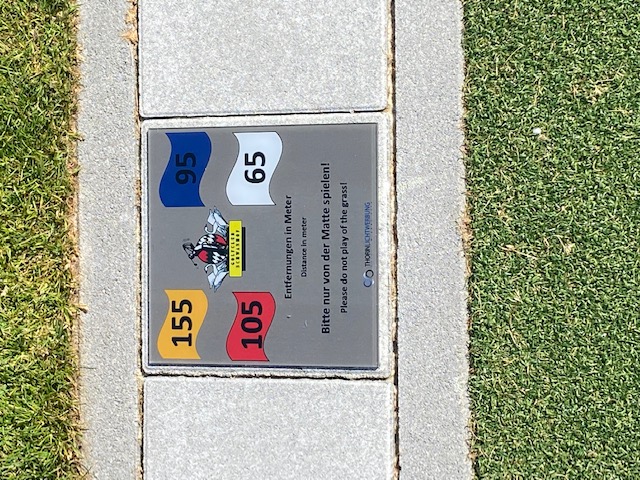 155 95
105 65
Entfernungen in Meter
Distance in meter
Bitte nur von der Matte spielen!
Please do not play of the grass!
THORNLICHTWERBUNG